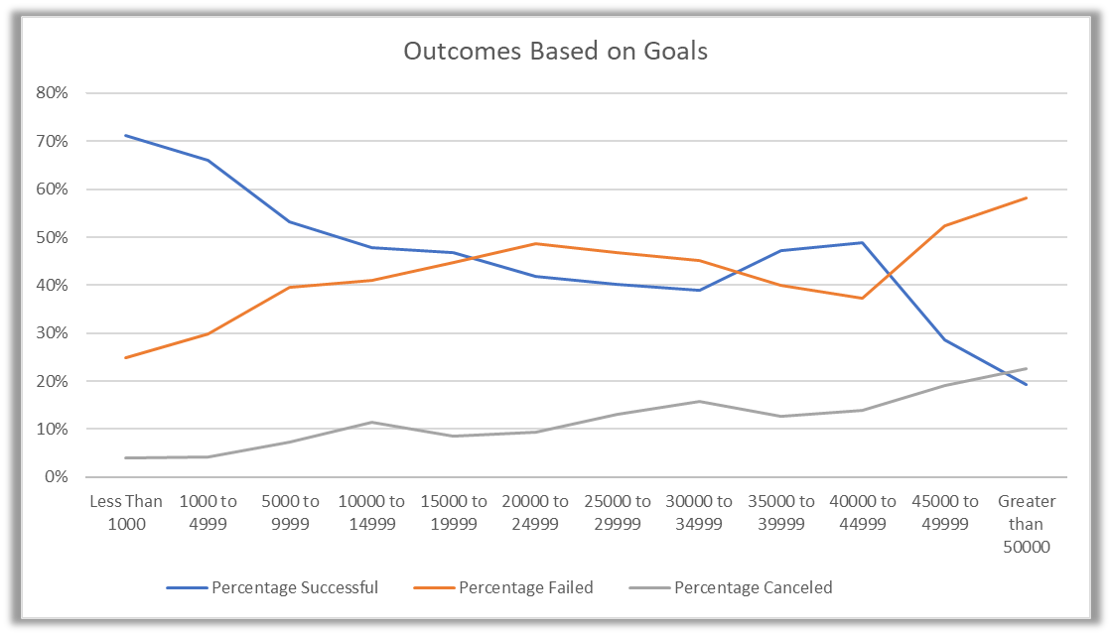 Outcomes Based on Goals
80%
70%
60%
50%
40%
30%
20%
10%
0%
Less Than 1000 to 5000 to 10000 to 15000 to 20000 to 25000 to 30000 to 35000 to 40000 to 45000 to Greater
1000 4999 9999 14999 19999 24999 29999 34999 39999 44999 49999 than
50000
Percentage Successful Percentage Failed Percentage Canceled